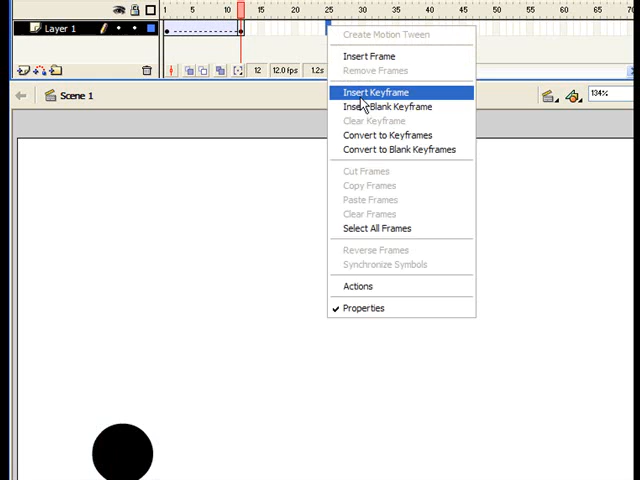 1 5 10 15 20 25 30 35 40 45 50 55 60 65 70
Layer 1
12 12.0 fps 1.2s
Scene 1
134%
Create Motion Tween
Insert Frame
Remove Frames
Insert Keyframe
Insert Blank Keyframe
Clear Keyframe
Convert to Keyframes
Convert to Blank Keyframes
Cut Frames
Copy Frames
Paste Frames
Clear Frames
Select All Frames
Reverse Frames
Synchronize Symbols
Actions
Properties